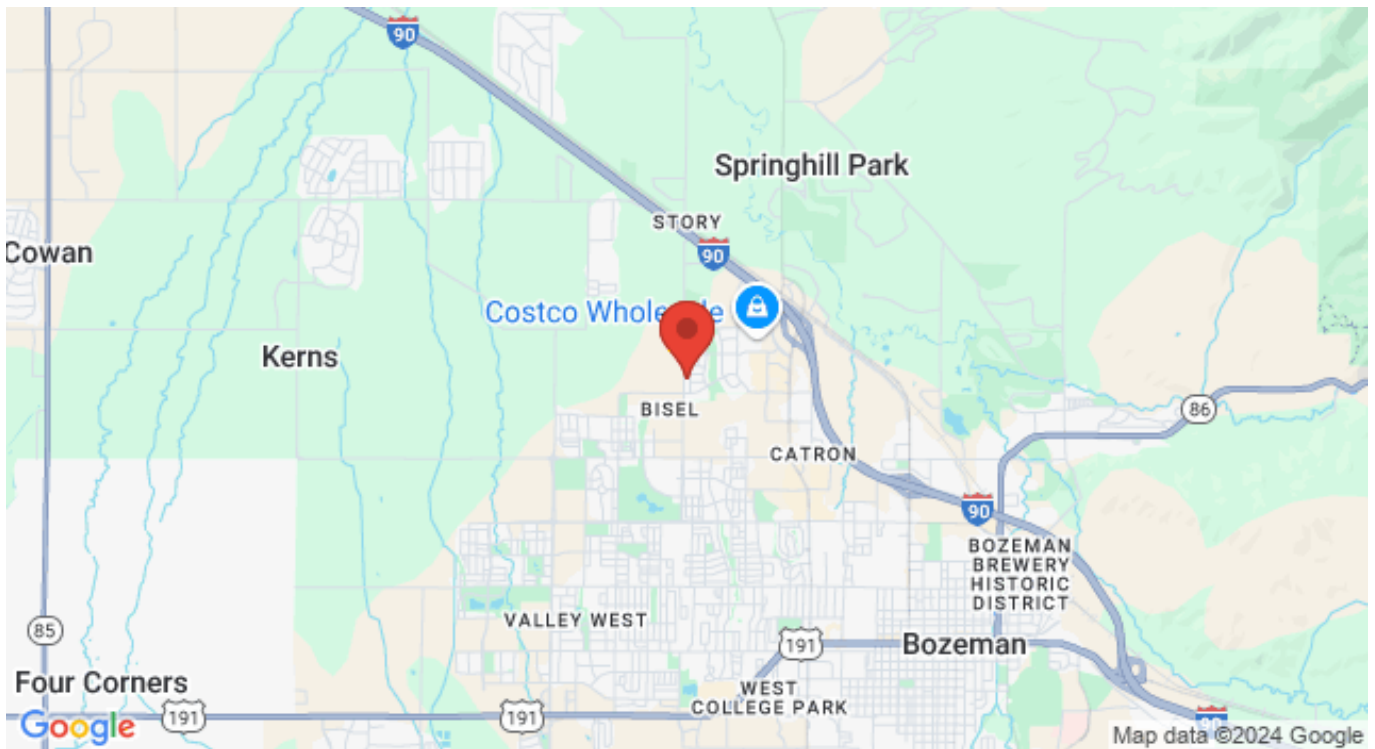 90
Springhill Park
STORY
Cowan
90
Costco Whole
Kerns
BISEL
86
CATRON
90
BOZEMAN
BREWERY
HISTORIC
DISTRICT
VALLEY WEST
85
191
Bozeman
Four Corners
WEST
COLLEGE PARK
191
191
90
Google
Map data ©2024 Google